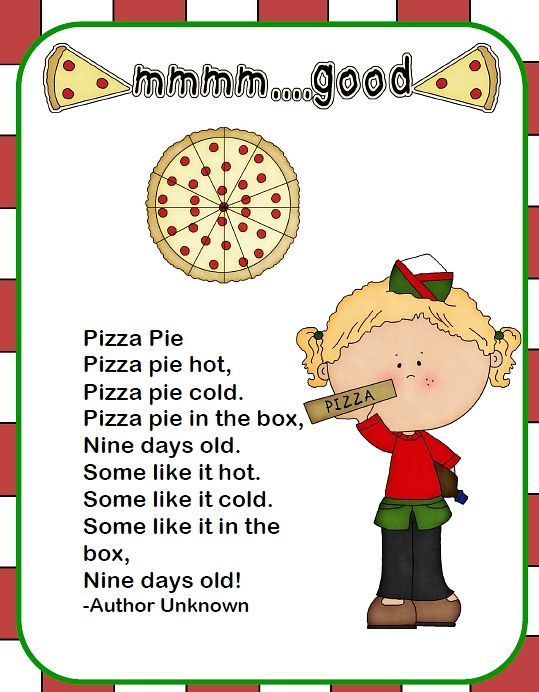 mmmm....good
Pizza Pie
Pizza pie hot,
Pizza pie cold.
Pizza pie in the box,
Nine days old.
Some like it hot.
Some like it cold.
Some like it in the
box,
Nine days old!
-Author Unknown
PIZZA